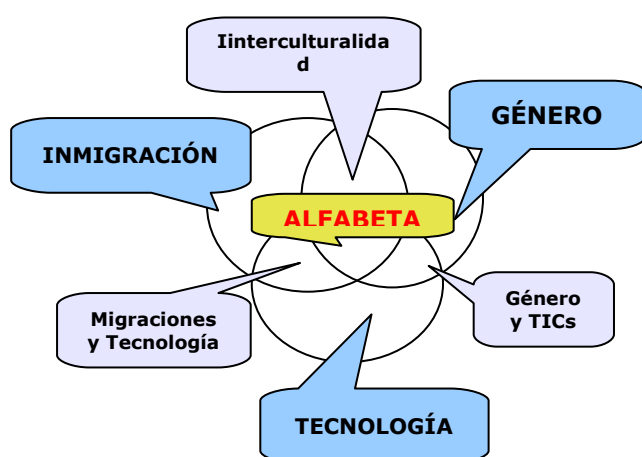 Iinterculturalida
d
GÉNERO
INMIGRACIÓN
ALFABETA
Migraciones
y Tecnología
Género
y TICs
TECNOLOGÍA